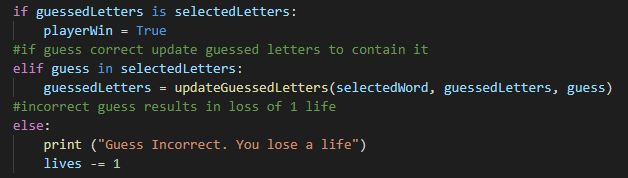 if guessedLetters is selectedLetters:
    playerWin = True
#if guess correct update guessed letters to contain it
elif guess in selectedLetters:
    guessedLetters = updateGuessedLetters(selectedWord, guessedLetters, guess)
#incorrect guess results in loss of 1 life
else:
    print ("Guess Incorrect. You lose a life")
    lives -= 1